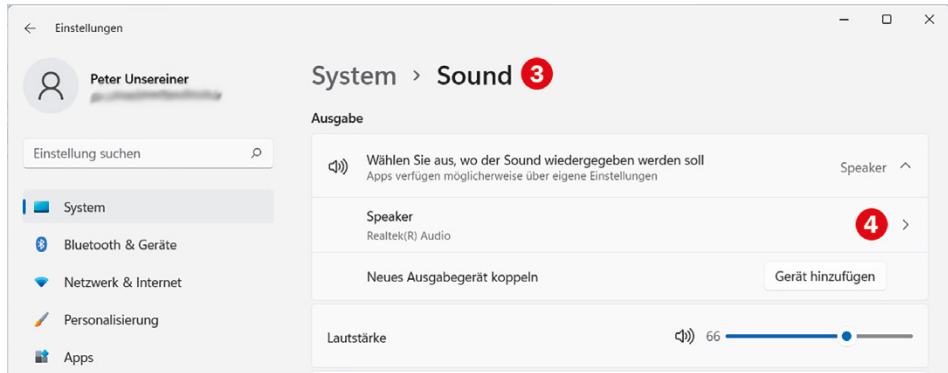 Einstellungen
Peter Unsereiner
System > Sound 3
Ausgabe
Einstellung suchen
Wählen Sie aus, wo der Sound wiedergegeben werden soll
Apps verfügen möglicherweise über eigene Einstellungen
Speaker
System
Speaker
Realtek(R) Audio
4
Bluetooth & Geräte
Netzwerk & Internet
Neues Ausgabegerät koppeln
Gerät hinzufügen
Personalisierung
Lautstärke
66
Apps